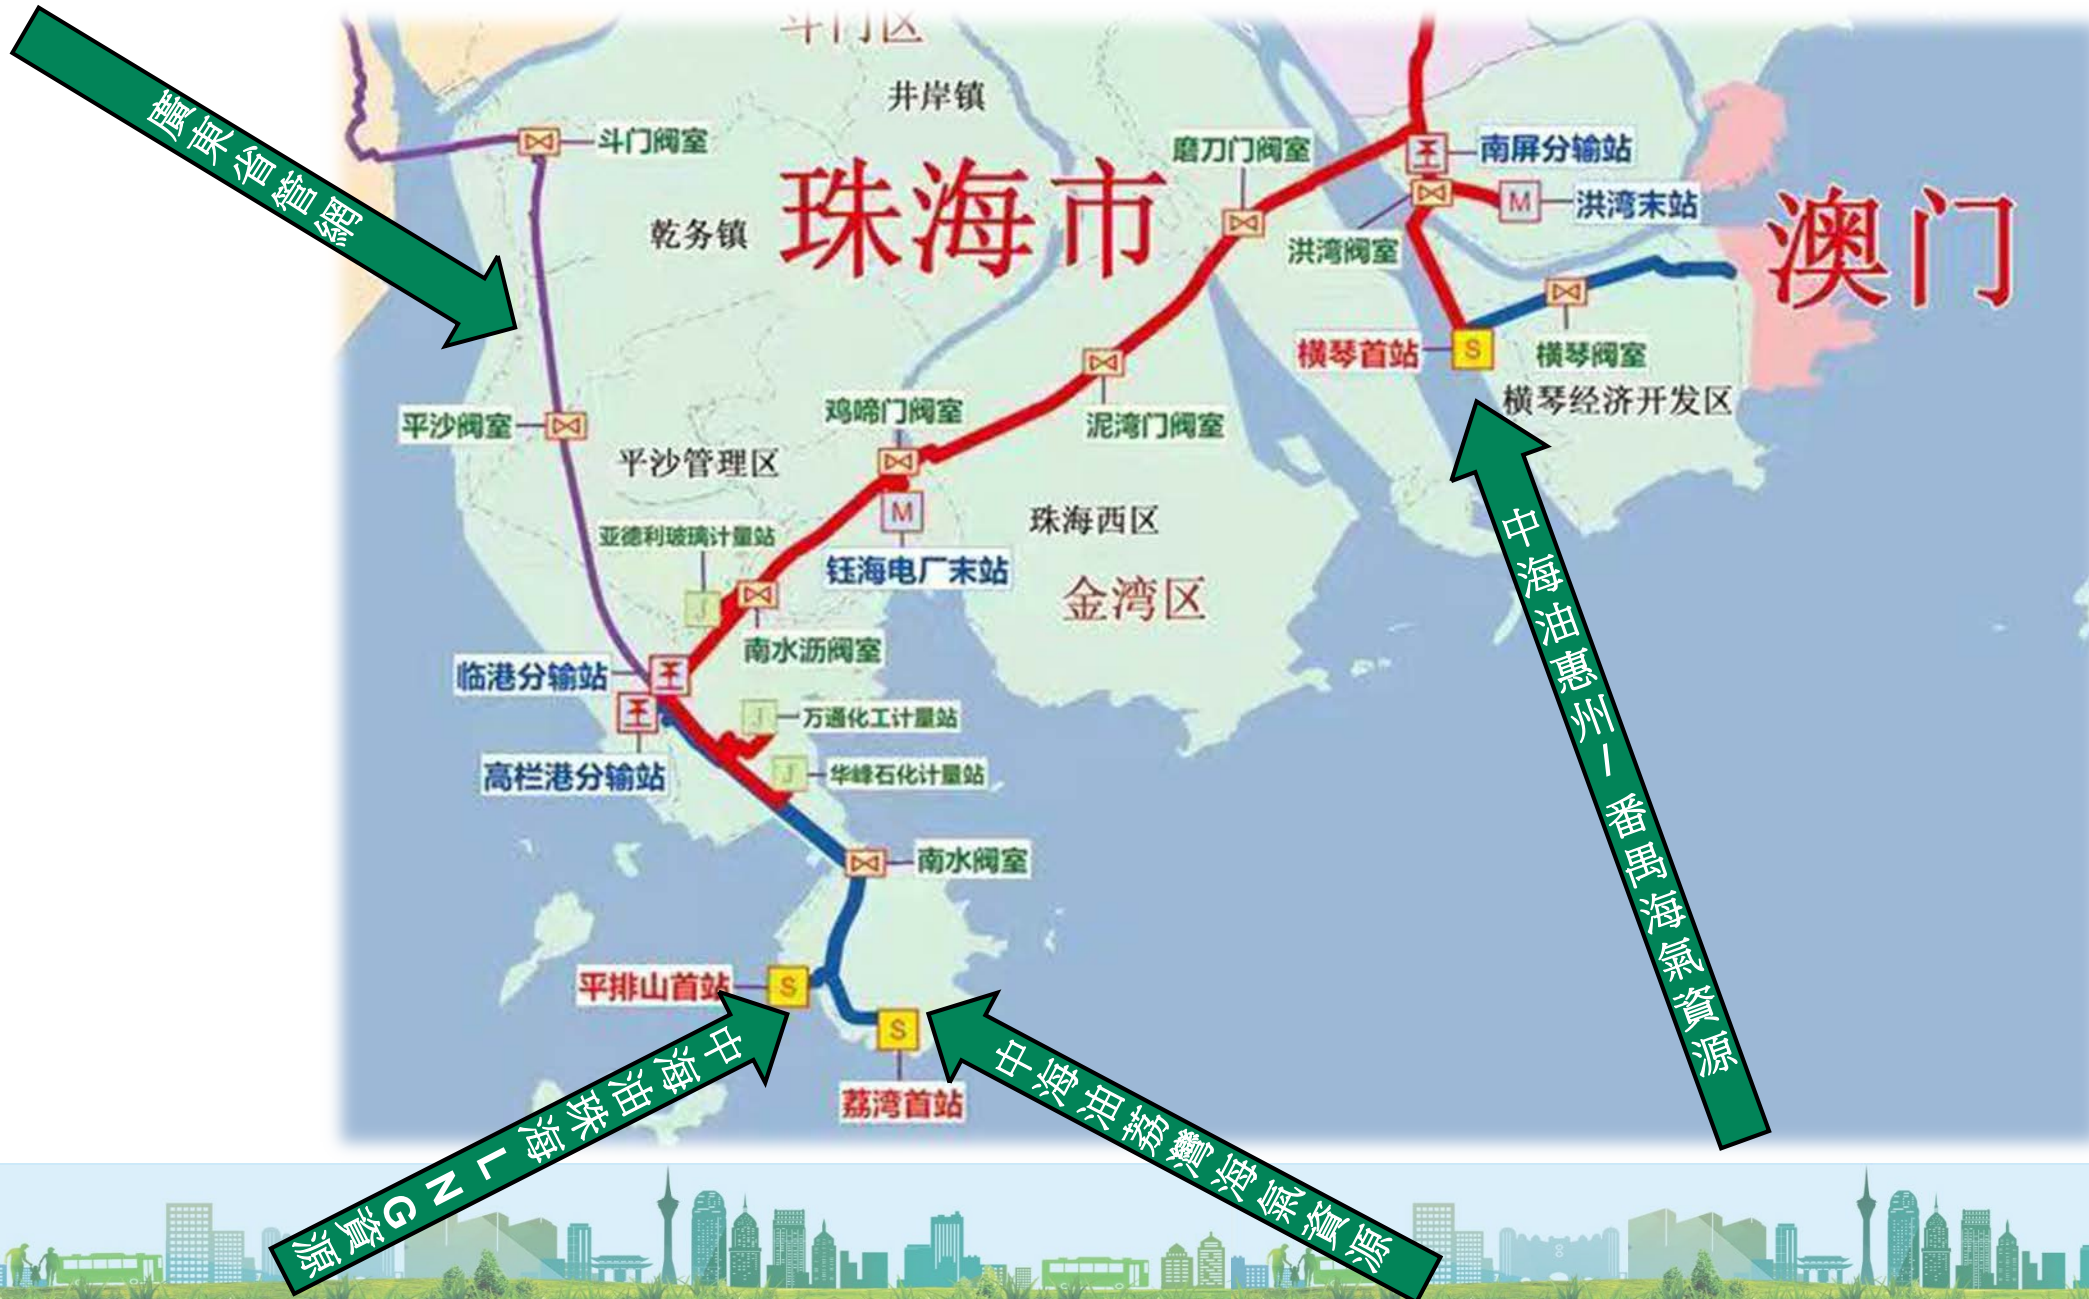 斗门区
井岸镇
廣東省管網
斗门阀室
磨刀门阀室
南屏分输站
M
洪湾末站
珠海市
乾务镇
洪湾阀室
澳门
横琴首站
S
横琴阀室
横琴经济开发区
鸡啼门阀室
泥湾门阀室
平沙阀室
平沙管理区
M
珠海西区
亚德利玻璃计量站
钰海电厂末站
金湾区
J
南水沥阀室
临港分输站
J
万通化工计量站
高栏港分输站
J
华峰石化计量站
南水阀室
中海油惠州/番禺海氣資源
平排山首站
S
S
荔湾首站
中海油珠海LNG資源
中海油荔灣海氣資源